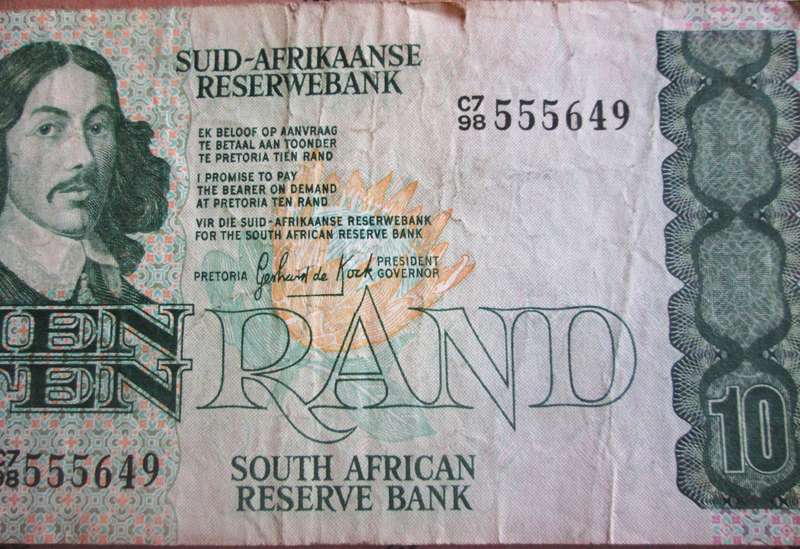 SUID-AFRIKAANSE
RESERWEBANK
C7
98 555649
EK BELOOF OP AANVRAAG
TE BETAAL AAN TOONDER
TE PRETORIA TIEN RAND
I PROMISE TO PAY
THE BEARER ON DEMAND
AT PRETORIA TEN RAND
VIR DIE SUID-AFRIKAANSE RESERWEBANK
FOR THE SOUTH AFRICAN RESERVE BANK
PRETORIA Gerhard de Kock PRESIDENT
GOVERNOR
IEN
TEN RAND
10
C7
98 555649
SOUTH AFRICAN
RESERVE BANK